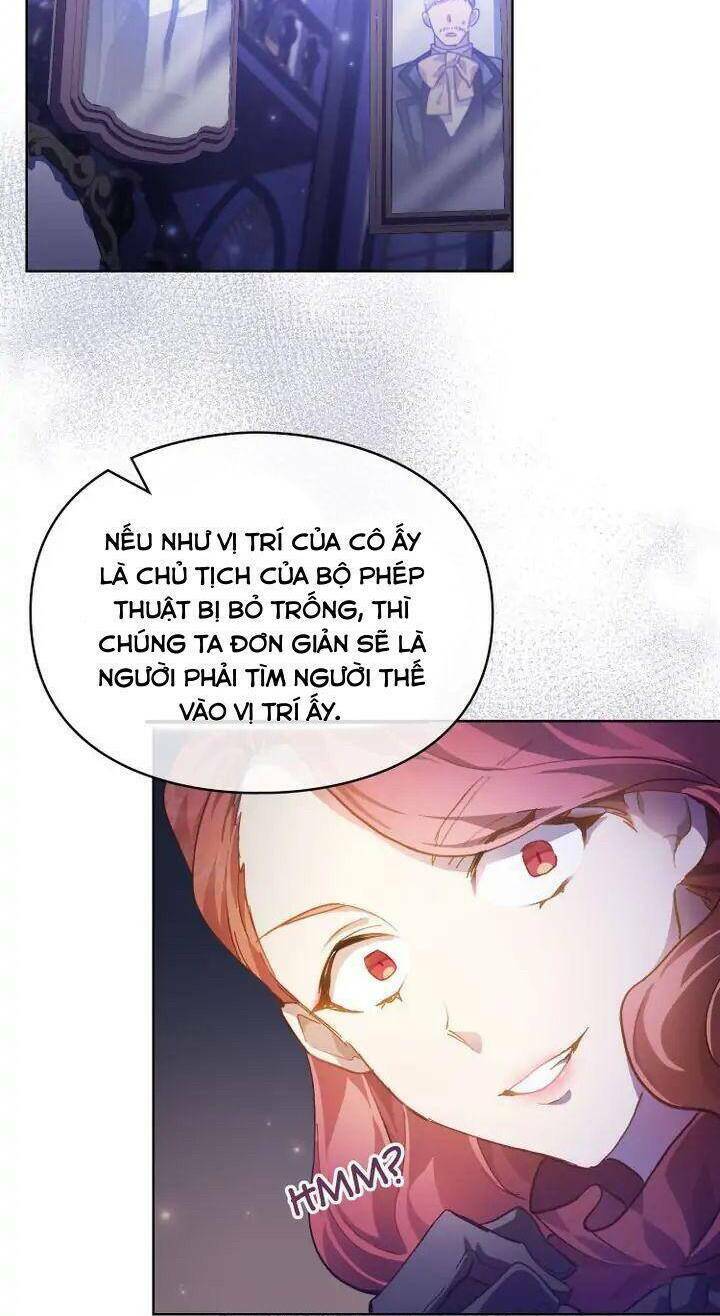 NẾU NHƯ VỊ TRÍ CỦA CÔ ẤY
LÀ CHỦ TỊCH CỦA BỘ PHÉP
THUẬT BỊ BỎ TRỐNG, THÌ
CHÚNG TA ĐƠN GIẢN SẼ LÀ
NGƯỜI PHẢI TÌM NGƯỜI THẾ
VÀO VỊ TRÍ ẤY.
HMM?